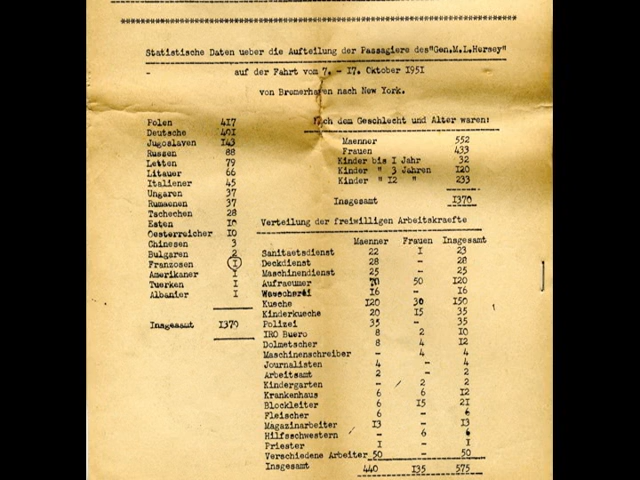 Statistische Daten ueber die Aufteilung der Passagiere des"Gen.M.L.Hersey"
auf der Fahrt vom 7. - 17. Oktober 1951
von Bremerhafen nach New York.
Polen 417
Deutsche 401
Jugoslaven 143
Russen 88
Letten 79
Litauer 66
Italiener 45
Ungaren 37
Rumaenen 37
Tschechen 28
Esten 10
Oesterreicher 10
Chinesen 3
Bulgaren 2
Franzosen 1
Amerikaner 1
Tuerken 1
Albanier 1
Insgesamt 1370
Nach dem Geschlecht und Alter waren:
Maenner 552
Frauen 433
Kinder bis 1 Jahr 32
Kinder " 3 Jahren 120
Kinder " 12 " 233
Insgesamt 1370
Verteilung der freiwilligen Arbeitskraefte
Maenner Frauen Insgesamt
Sanitaetsdienst 22 1 23
Deckdienst 28 - 28
Maschinendienst 25 - 25
Aufraeumer 70 50 120
Waescherei 16 - 16
Kueche 120 30 150
Kinderkueche 20 15 35
Polizei 35 - 35
IRO Buero 8 2 10
Dolmetscher 8 4 12
Maschinenschreiber - 4 4
Journalisten 4 - 4
Arbeitsamt 2 - 2
Kindergarten - 2 2
Krankenhaus 6 6 12
Blockleiter 6 15 21
Fleischer 6 - 6
Magazinarbeiter 13 - 13
Hilfsschwestern - 6 6
Priester 1 - 1
Verschiedene Arbeiter 50 - 50
Insgesamt 440 135 575